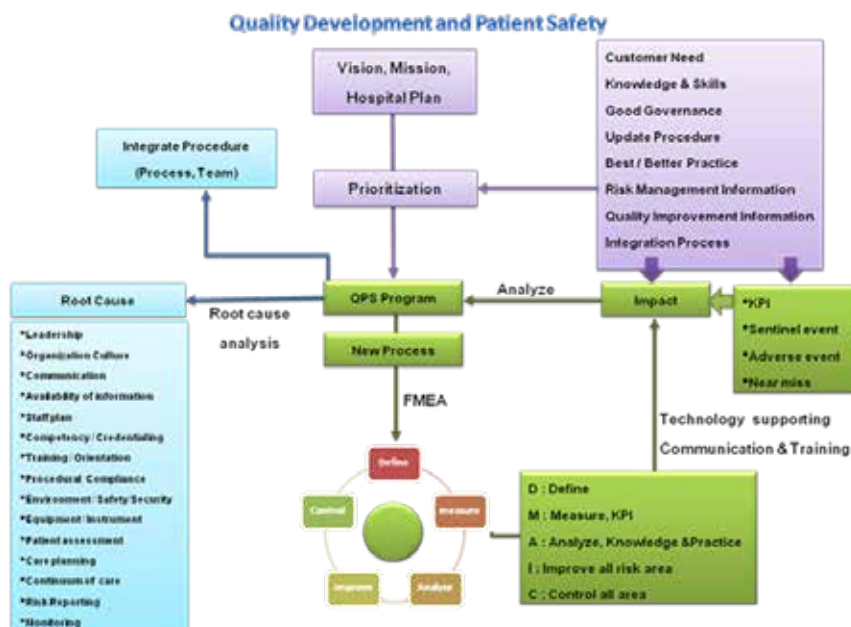 Quality Development and Patient Safety
Vision, Mission,
Hospital Plan
Customer Need
Knowledge & Skills
Good Governance
Update Procedure
Best / Better Practice
Risk Management Information
Quality Improvement Information
Integration Process
Integrate Procedure
(Process, Team)
Prioritization
Root Cause
Root cause
analysis
QPS Program
Analyze
Impact
*KPI
*Sentinel event
*Adverse event
*Near miss
New Process
FMEA
*Leadership
*Organization Culture
*Communication
*Availability of information
*Staff plan
*Competency / Credentialing
*Training / Orientation
*Procedural Compliance
*Environment / Safety Security
*Equipment / Instrument
*Patient assessment
*Care planning
*Continuum of care
*Risk Reporting
*Monitoring
Technology supporting
Communication & Training
Define
measure
Analyze
Improve
Control
D : Define
M : Measure, KPI
A : Analyze, Knowledge &Practice
I : Improve all risk area
C : Control all area